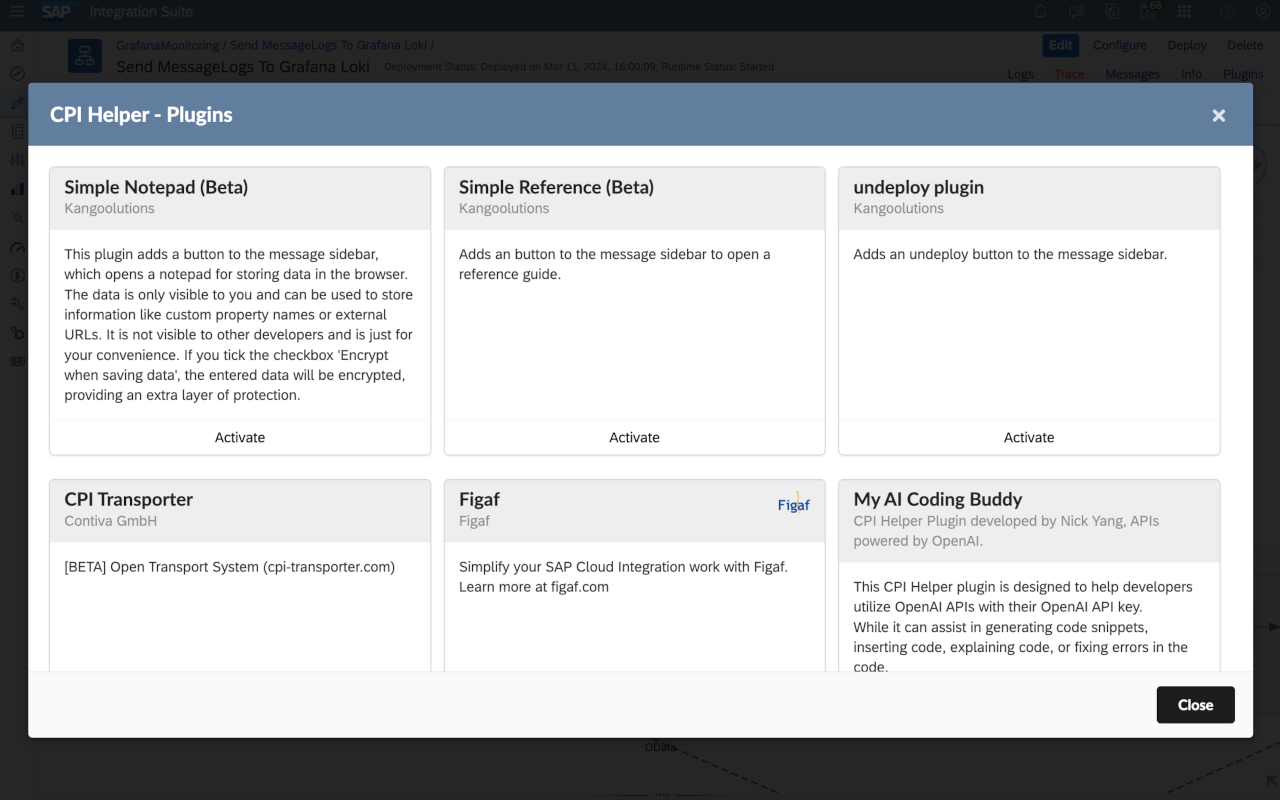 SAP Integration Suite
68
GrafanaMonitoring / Send MessageLogs To Grafana Loki /
Send MessageLogs To Grafana Loki
Deployment Status: Deployed on Mar 11, 2024, 16:00:09, Runtime Status: Started
Edit Configure Deploy Delete
Logs Trace Messages Info Plugins
CPI Helper - Plugins
×
Simple Notepad (Beta)
Kangoolutions
This plugin adds a button to the message sidebar,
which opens a notepad for storing data in the browser.
The data is only visible to you and can be used to store
information like custom property names or external
URLs. It is not visible to other developers and is just for
your convenience. If you tick the checkbox 'Encrypt
when saving data', the entered data will be encrypted,
providing an extra layer of protection.
Activate
Simple Reference (Beta)
Kangoolutions
Adds an button to the message sidebar to open a
reference guide.
Activate
undeploy plugin
Kangoolutions
Adds an undeploy button to the message sidebar.
Activate
CPI Transporter
Contiva GmbH
[BETA] Open Transport System (cpi-transporter.com)
Figaf
Figaf
Figaf
Simplify your SAP Cloud Integration work with Figaf.
Learn more at figaf.com
My AI Coding Buddy
CPI Helper Plugin developed by Nick Yang, APIs
powered by OpenAI.
This CPI Helper plugin is designed to help developers
utilize OpenAI APIs with their OpenAI API key.
While it can assist in generating code snippets,
inserting code, explaining code, or fixing errors in the
code.
Close
OData